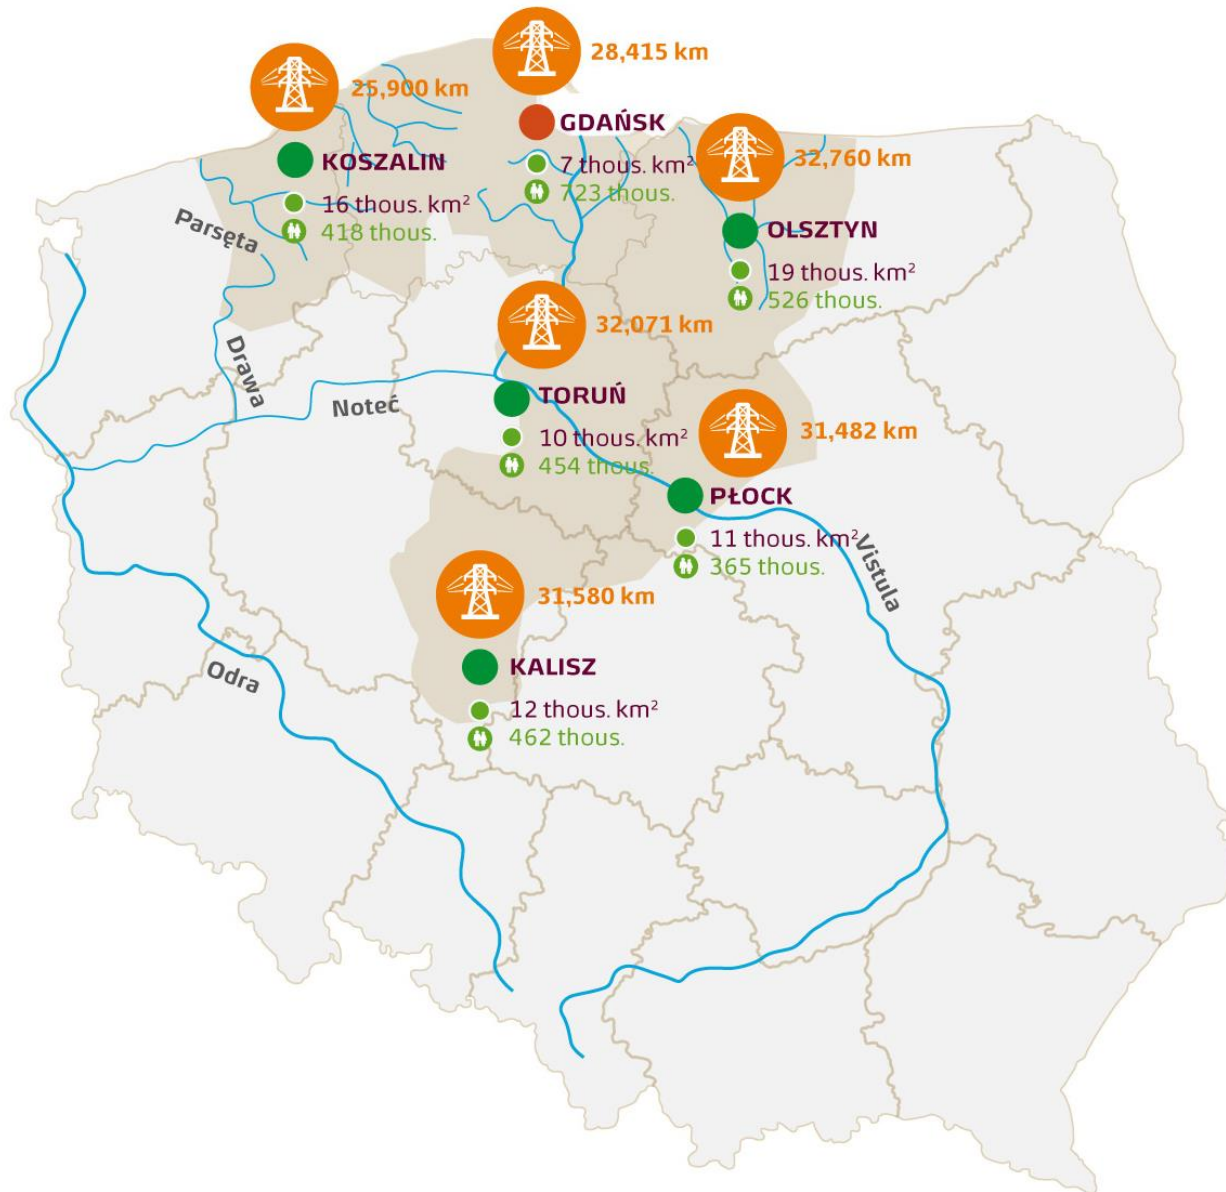 28,415 km
GDAŃSK
7 thous. km²
723 thous.
25,900 km
KOSZALIN
16 thous. km²
418 thous.
32,760 km
OLSZTYN
19 thous. km²
526 thous.
Parsęta
Drawa
Noteć
32,071 km
TORUŃ
10 thous. km²
454 thous.
31,482 km
PŁOCK
11 thous. km²
365 thous.
Vistula
31,580 km
KALISZ
12 thous. km²
462 thous.
Odra